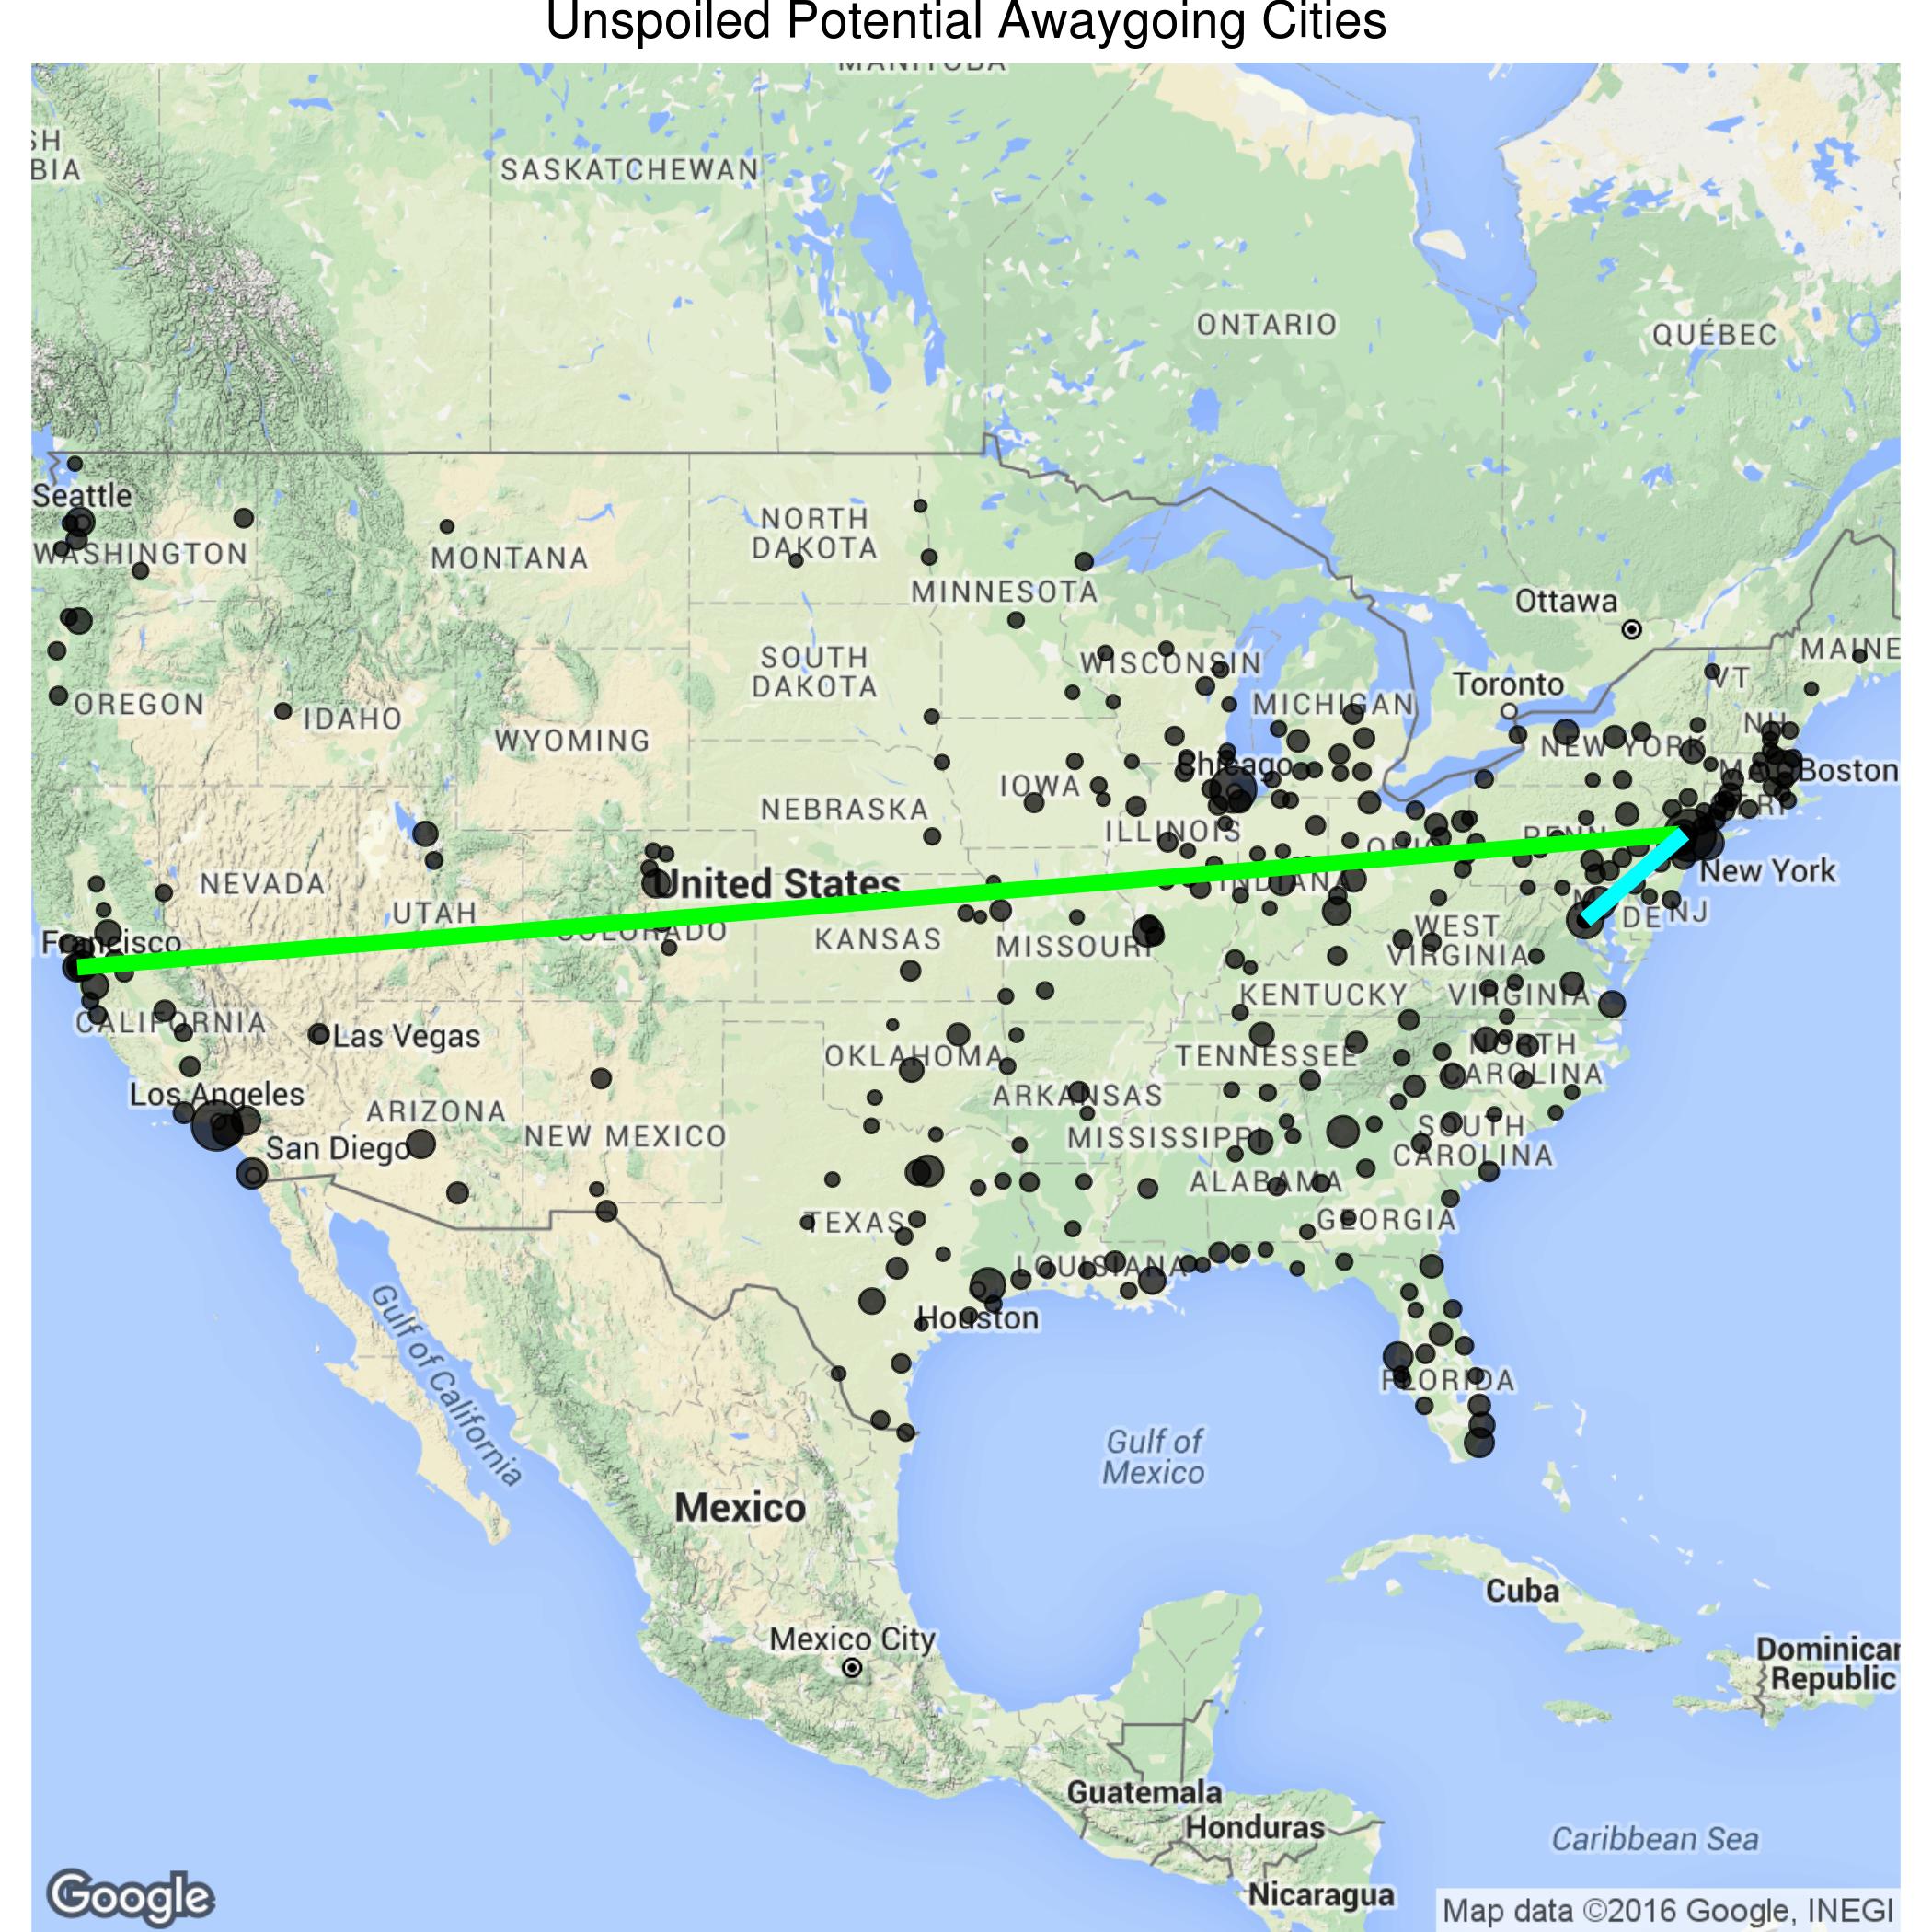 Unspoiled Potential Awaygoing Cities
MANITOBA
SH
BIA
SASKATCHEWAN
ONTARIO
QUÉBEC
Seattle
WASHINGTON
MONTANA
NORTH
DAKOTA
MINNESOTA
Ottawa
OREGON
IDAHO
SOUTH
DAKOTA
WISCONSIN
MICHIGAN
Toronto
VT
MAINE
WYOMING
NEW YORK
NH
Chicago
IOWA
MA
Boston
NEBRASKA
ILLINOIS
OHIO
PENN
RI
NEVADA
UTAH
United States
INDIANA
New York
Francisco
COLORADO
KANSAS
MISSOURI
WEST
VIRGINIA
DE
NJ
CALIFORNIA
Las Vegas
KENTUCKY
VIRGINIA
OKLAHOMA
TENNESSEE
NORTH
CAROLINA
Los Angeles
ARIZONA
NEW MEXICO
ARKANSAS
San Diego
MISSISSIPPI
SOUTH
CAROLINA
ALABAMA
TEXAS
GEORGIA
LOUISIANA
Houston
Gulf of California
FLORIDA
Gulf of
Mexico
Mexico
Cuba
Mexico City
Dominican
Republic
Guatemala
Honduras
Caribbean Sea
Nicaragua
Google
Map data ©2016 Google, INEGI